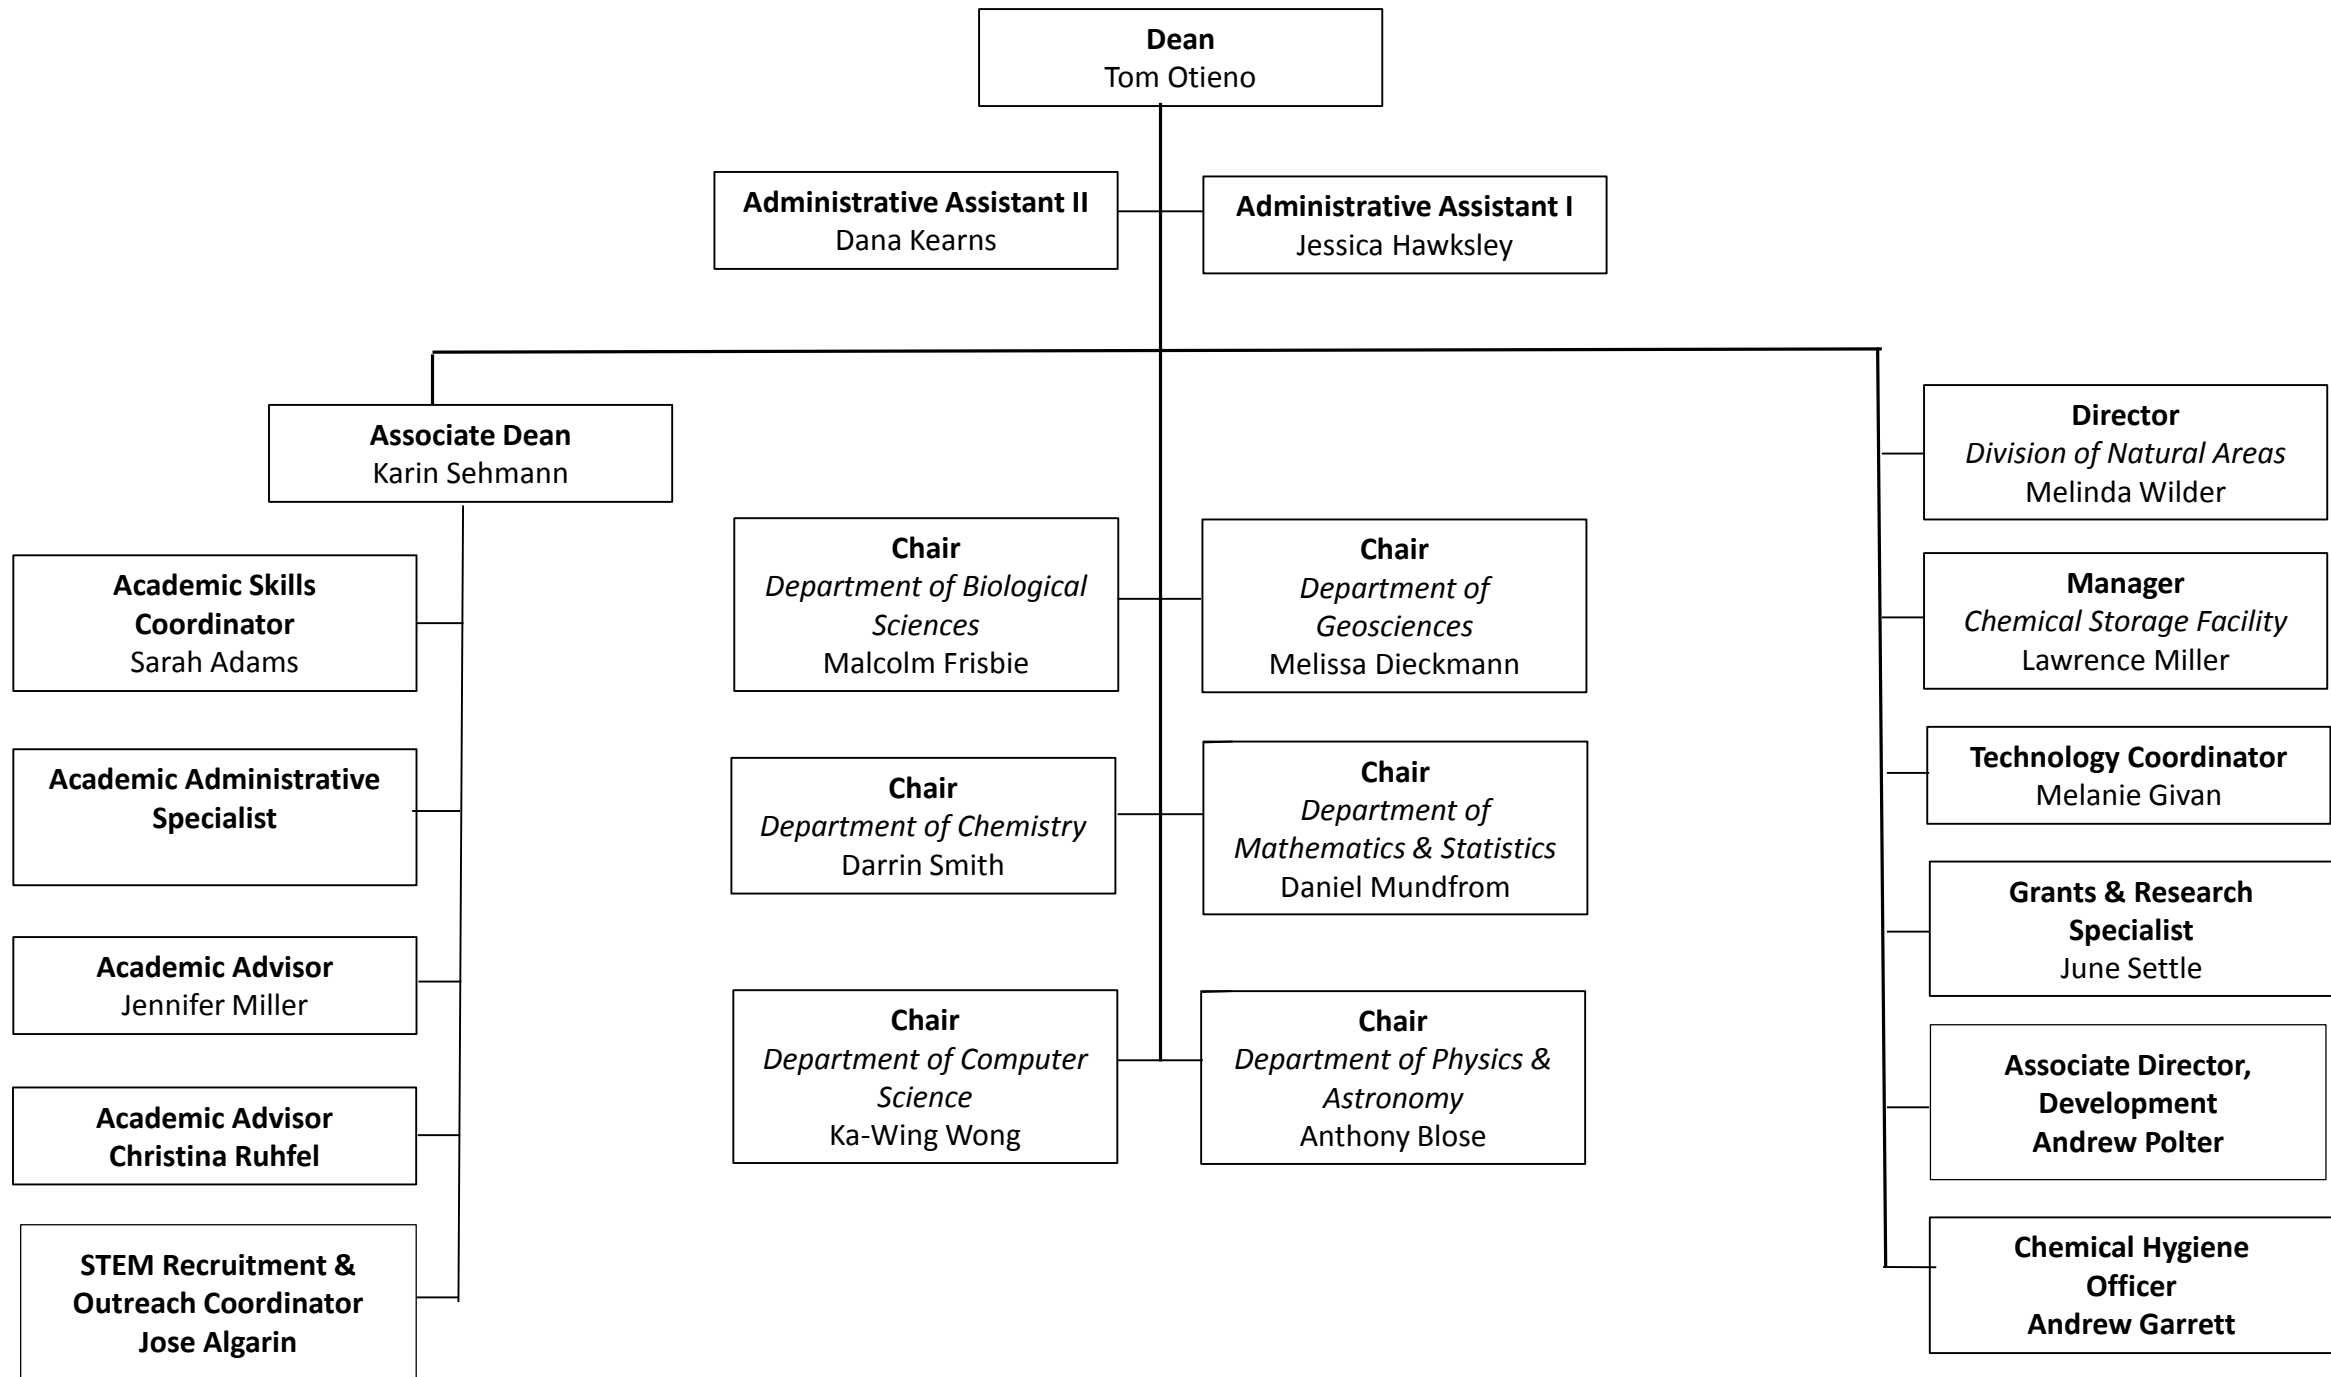 Dean
Tom Otieno
Administrative Assistant II
Dana Kearns
Administrative Assistant I
Jessica Hawksley
Associate Dean
Karin Sehmann
Academic Skills
Coordinator
Sarah Adams
Academic Administrative
Specialist
Academic Advisor
Jennifer Miller
Academic Advisor
Christina Ruhfel
STEM Recruitment &
Outreach Coordinator
Jose Algarin
Chair
Department of Biological
Sciences
Malcolm Frisbie
Chair
Department of
Geosciences
Melissa Dieckmann
Chair
Department of Chemistry
Darrin Smith
Chair
Department of
Mathematics & Statistics
Daniel Mundfrom
Chair
Department of Computer
Science
Ka-Wing Wong
Chair
Department of Physics &
Astronomy
Anthony Blose
Director
Division of Natural Areas
Melinda Wilder
Manager
Chemical Storage Facility
Lawrence Miller
Technology Coordinator
Melanie Givan
Grants & Research
Specialist
June Settle
Associate Director,
Development
Andrew Polter
Chemical Hygiene
Officer
Andrew Garrett